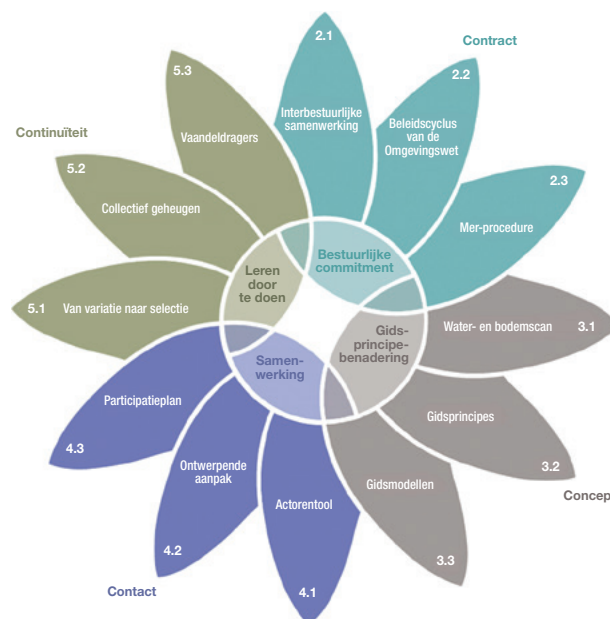 Contract
2.1
Interbestuurlijke
samenwerking
2.2
Beleidscyclus
van de
Omgevingswet
2.3
Mer-procedure
Bestuurlijke
commitment
3.1
Water- en bodemscan
3.2
Gidsprincipes
3.3
Gidsmodellen
Gids-
principe-
benadering
Concep
4.1
Actorentool
4.2
Ontwerpende
aanpak
4.3
Participatieplan
Samen-
werking
Contact
5.1
Van variatie naar selectie
5.2
Collectief geheugen
5.3
Vaandeldragers
Leren
door
te doen
Continuïteit